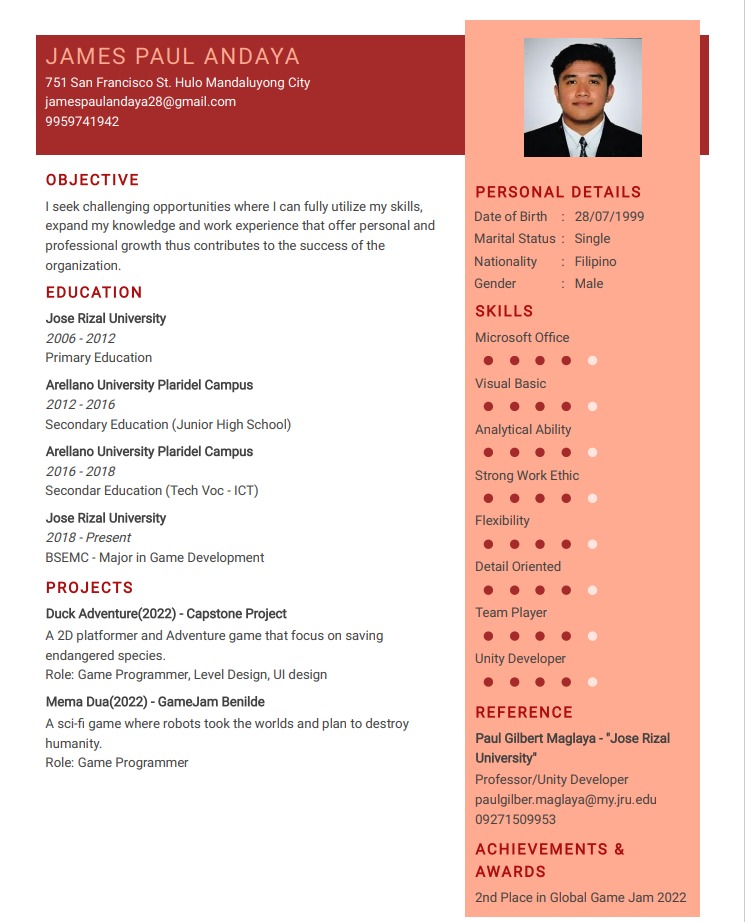 JAMES PAUL ANDAYA
751 San Francisco St. Hulo Mandaluyong City
jamespaulandaya28@gmail.com
9959741942
OBJECTIVE
I seek challenging opportunities where I can fully utilize my skills,
expand my knowledge and work experience that offer personal and
professional growth thus contributes to the success of the
organization.
EDUCATION
Jose Rizal University
2006 - 2012
Primary Education
Arellano University Plaridel Campus
2012 - 2016
Secondary Education (Junior High School)
Arellano University Plaridel Campus
2016 - 2018
Secondar Education (Tech Voc - ICT)
Jose Rizal University
2018 - Present
BSEMC - Major in Game Development
PROJECTS
Duck Adventure(2022) - Capstone Project
A 2D platformer and Adventure game that focus on saving
endangered species.
Role: Game Programmer, Level Design, UI design
Mema Dua(2022) - GameJam Benilde
A sci-fi game where robots took the worlds and plan to destroy
humanity.
Role: Game Programmer
PERSONAL DETAILS
Date of Birth : 28/07/1999
Marital Status : Single
Nationality : Filipino
Gender : Male
SKILLS
Microsoft Office
Visual Basic
Analytical Ability
Strong Work Ethic
Flexibility
Detail Oriented
Team Player
Unity Developer
REFERENCE
Paul Gilbert Maglaya - "Jose Rizal
University"
Professor/Unity Developer
paulgilber.maglaya@my.jru.edu
09271509953
ACHIEVEMENTS &
AWARDS
2nd Place in Global Game Jam 2022